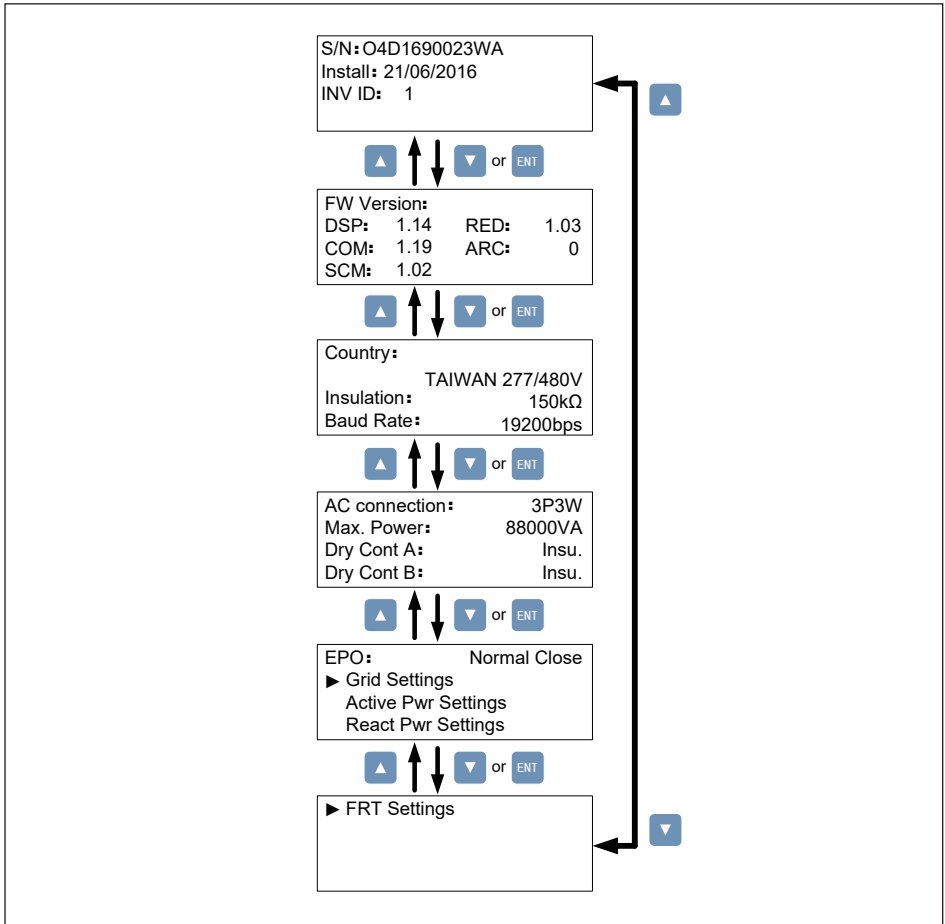 S/N: O4D1690023WA
Install: 21/06/2016
INV ID: 1
▲
▲ ▼ or ENT
FW Version:
DSP: 1.14 RED: 1.03
COM: 1.19 ARC: 0
SCM: 1.02
▲ ▼ or ENT
Country:
TAIWAN 277/480V
Insulation: 150kΩ
Baud Rate: 19200bps
▲ ▼ or ENT
AC connection: 3P3W
Max. Power: 88000VA
Dry Cont A: Insu.
Dry Cont B: Insu.
▲ ▼ or ENT
EPO: Normal Close
▶ Grid Settings
Active Pwr Settings
React Pwr Settings
▲ ▼ or ENT
▶ FRT Settings
▼